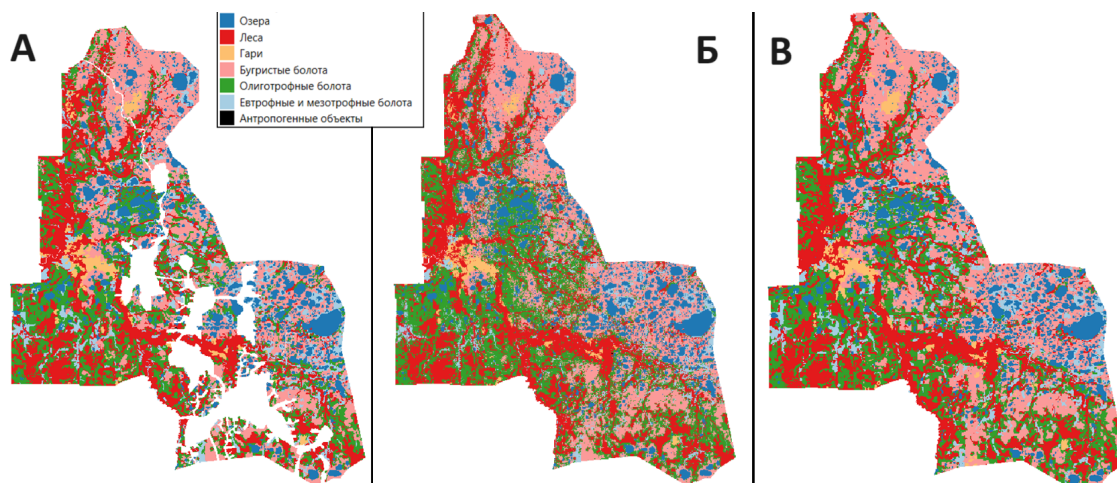 А
Озера
Леса
Гари
Бугристые болота
Олиготрофные болота
Евтрофные и мезотрофные болота
Антропогенные объекты
Б
В